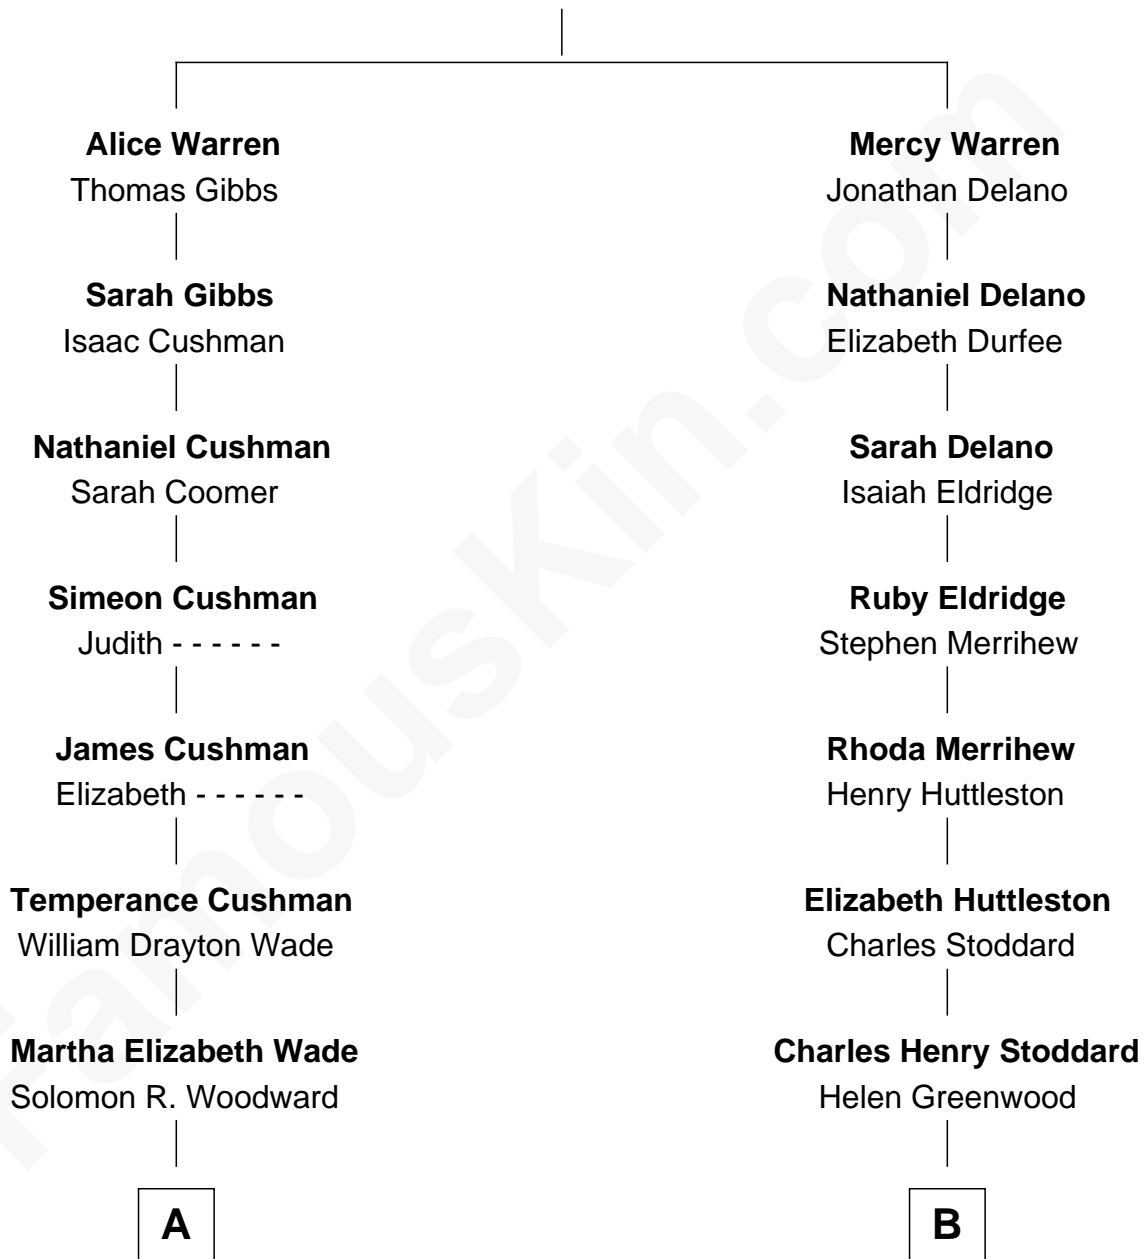 Alice Warren
Thomas Gibbs
Mercy Warren
Jonathan Delano
Sarah Gibbs
Isaac Cushman
Nathaniel Delano
Elizabeth Durfee
Nathaniel Cushman
Sarah Coomer
Sarah Delano
Isaiah Eldridge
Simeon Cushman
Judith - - - - - -
Ruby Eldridge
Stephen Merrihew
James Cushman
Elizabeth - - - - - -
Rhoda Merrihew
Henry Huttleston
Temperance Cushman
William Drayton Wade
Elizabeth Huttleston
Charles Stoddard
Martha Elizabeth Wade
Solomon R. Woodward
Charles Henry Stoddard
Helen Greenwood
A
B
FamousKin.com